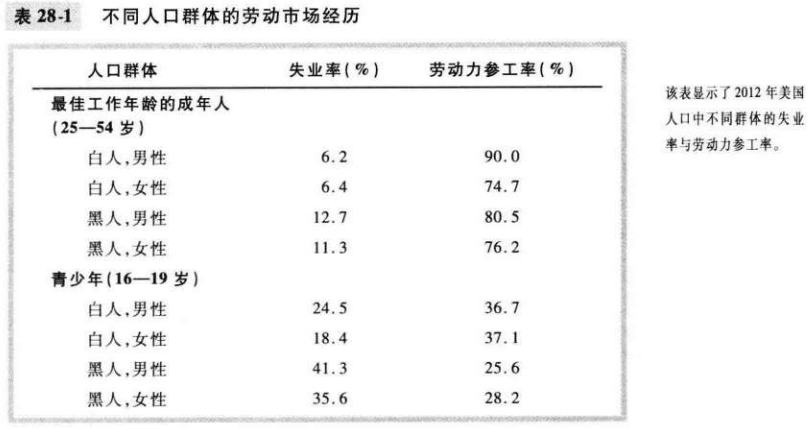 表 28-1 不同人口群体的劳动市场经历
人口群体 失业率(%) 劳动力参工率(%)
最佳工作年龄的成年人
(25—54 岁)
白人,男性 6.2 90.0
白人,女性 6.4 74.7
黑人,男性 12.7 80.5
黑人,女性 11.3 76.2
青少年(16—19 岁)
白人,男性 24.5 36.7
白人,女性 18.4 37.1
黑人,男性 41.3 25.6
黑人,女性 35.6 28.2
该表显示了 2012 年美国
人口中不同群体的失业
率与劳动力参工率。